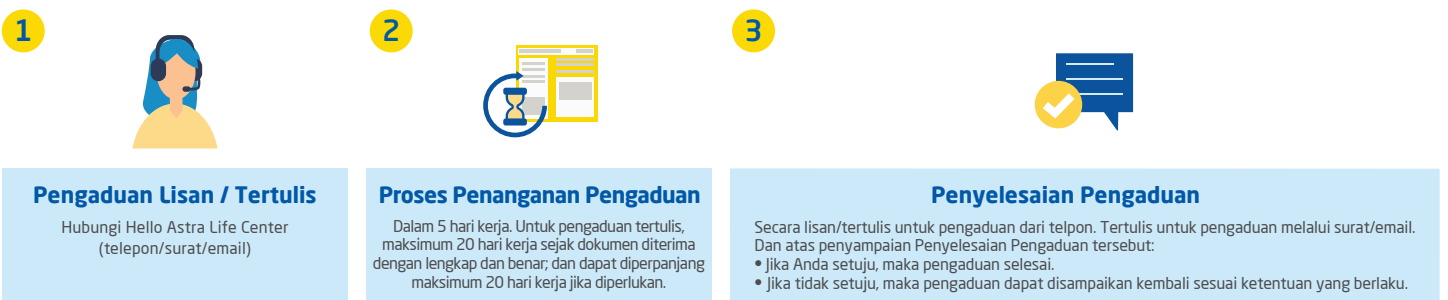 1
Pengaduan Lisan / Tertulis
Hubungi Hello Astra Life Center
(telepon/surat/email)
2
Proses Penanganan Pengaduan
Dalam 5 hari kerja. Untuk pengaduan tertulis,
maksimum 20 hari kerja sejak dokumen diterima
dengan lengkap dan benar; dan dapat diperpanjang
maksimum 20 hari kerja jika diperlukan.
3
Penyelesaian Pengaduan
Secara lisan/tertulis untuk pengaduan dari telpon. Tertulis untuk pengaduan melalui surat/email.
Dan atas penyampaian Penyelesaian Pengaduan tersebut:
• Jika Anda setuju, maka pengaduan selesai.
• Jika tidak setuju, maka pengaduan dapat disampaikan kembali sesuai ketentuan yang berlaku.